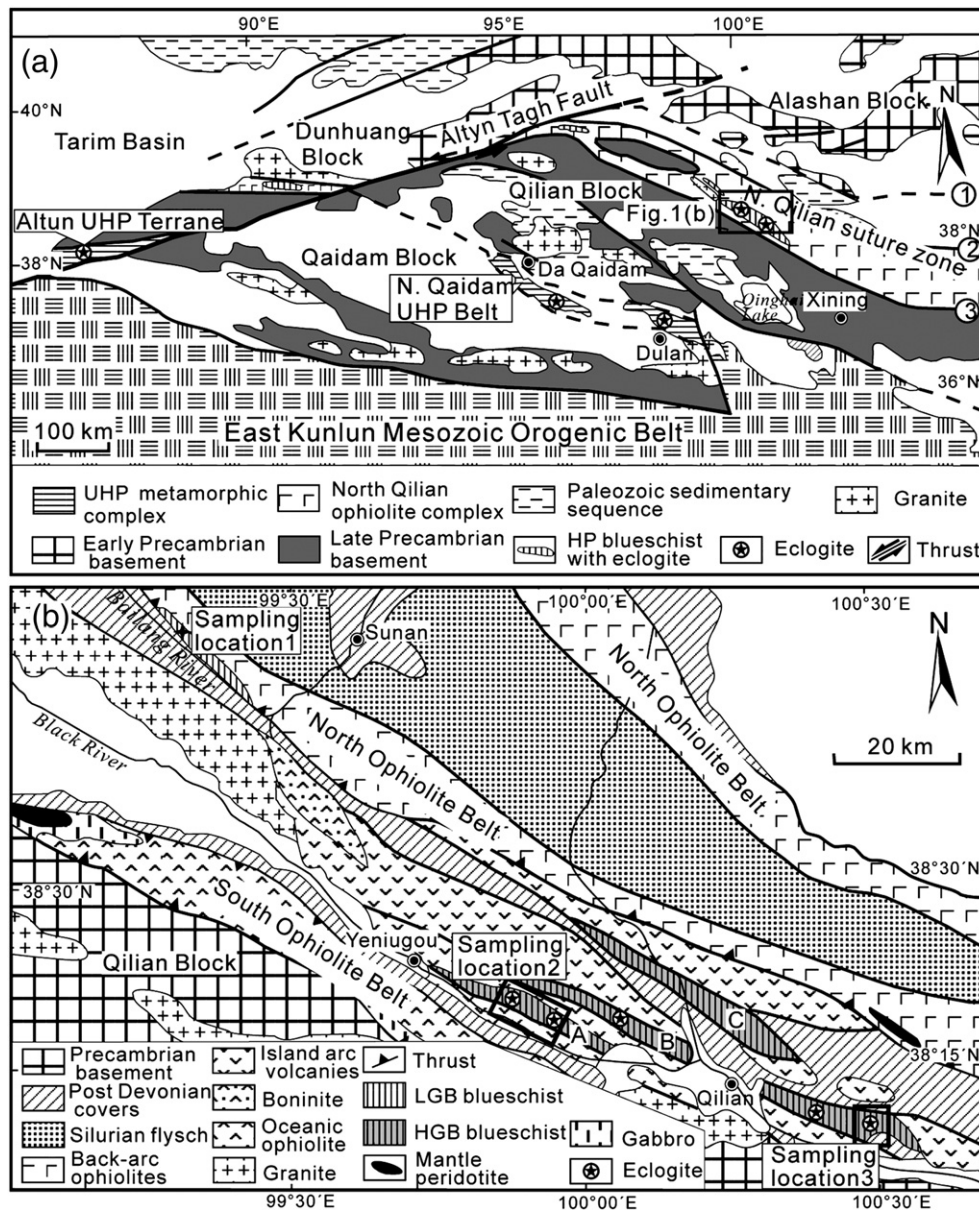 90°E
95°E
100°E
(a)
40°N
Tarim Basin
Dunhuang
Block
Altyn Tagh Fault
Alashan Block
N
Altun UHP Terrane
Qilian Block
Fig.1(b)
N. Qilian suture zone
1
2
3
38°N
38°N
Qaidam Block
N. Qaidam
UHP Belt
Da Qaidam
Qinghai
Lake
Xining
Dulan
36°N
100 km
East Kunlun Mesozoic Orogenic Belt
UHP metamorphic
complex
North Qilian
ophiolite complex
Paleozoic sedimentary
sequence
Granite
Early Precambrian
basement
Late Precambrian
basement
HP blueschist
with eclogite
Eclogite
Thrust
(b)
99°30′E
100°00′E
100°30′E
Bailang River
Sampling
location1
Sunan
N
20 km
Black River
North Ophiolite Belt
North Ophiolite Belt
38°30′N
38°30′N
South Ophiolite Belt
Yeniugou
Sampling
location2
Qilian Block
A
B
C
38°15′N
Qilian
Sampling
location3
Precambrian
basement
Island arc
volcanies
Thrust
Post Devonian
covers
Boninite
LGB blueschist
Silurian flysch
Oceanic
ophiolite
HGB blueschist
Gabbro
Back-arc
ophiolites
Granite
Mantle
peridotite
Eclogite
99°30′E
100°00′E
100°30′E